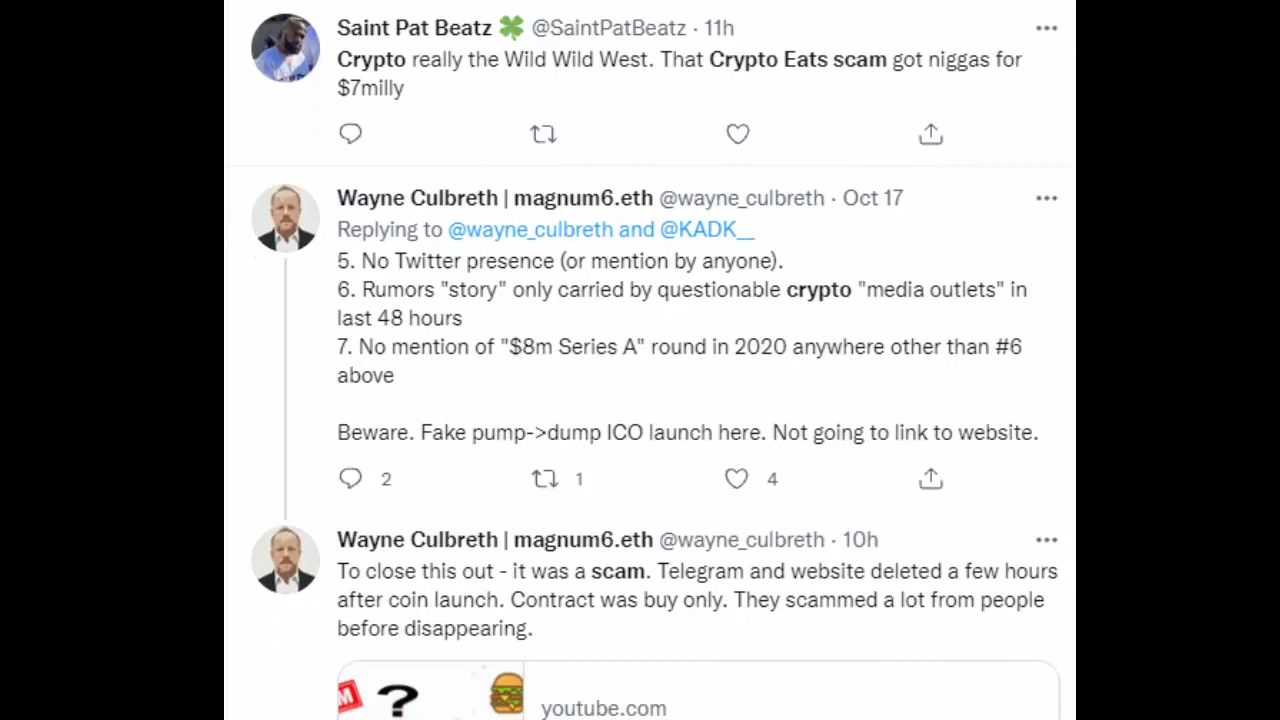 Saint Pat Beatz 🍀 @SaintPatBeatz · 11h
Crypto really the Wild Wild West. That Crypto Eats scam got niggas for
$7milly
Wayne Culbreth | magnum6.eth @wayne_culbreth · Oct 17
Replying to @wayne_culbreth and @KADK__
5. No Twitter presence (or mention by anyone).
6. Rumors "story" only carried by questionable crypto "media outlets" in
last 48 hours
7. No mention of "$8m Series A" round in 2020 anywhere other than #6
above
Beware. Fake pump->dump ICO launch here. Not going to link to website.
2 1 4
Wayne Culbreth | magnum6.eth @wayne_culbreth · 10h
To close this out - it was a scam. Telegram and website deleted a few hours
after coin launch. Contract was buy only. They scammed a lot from people
before disappearing.
M ?
youtube.com